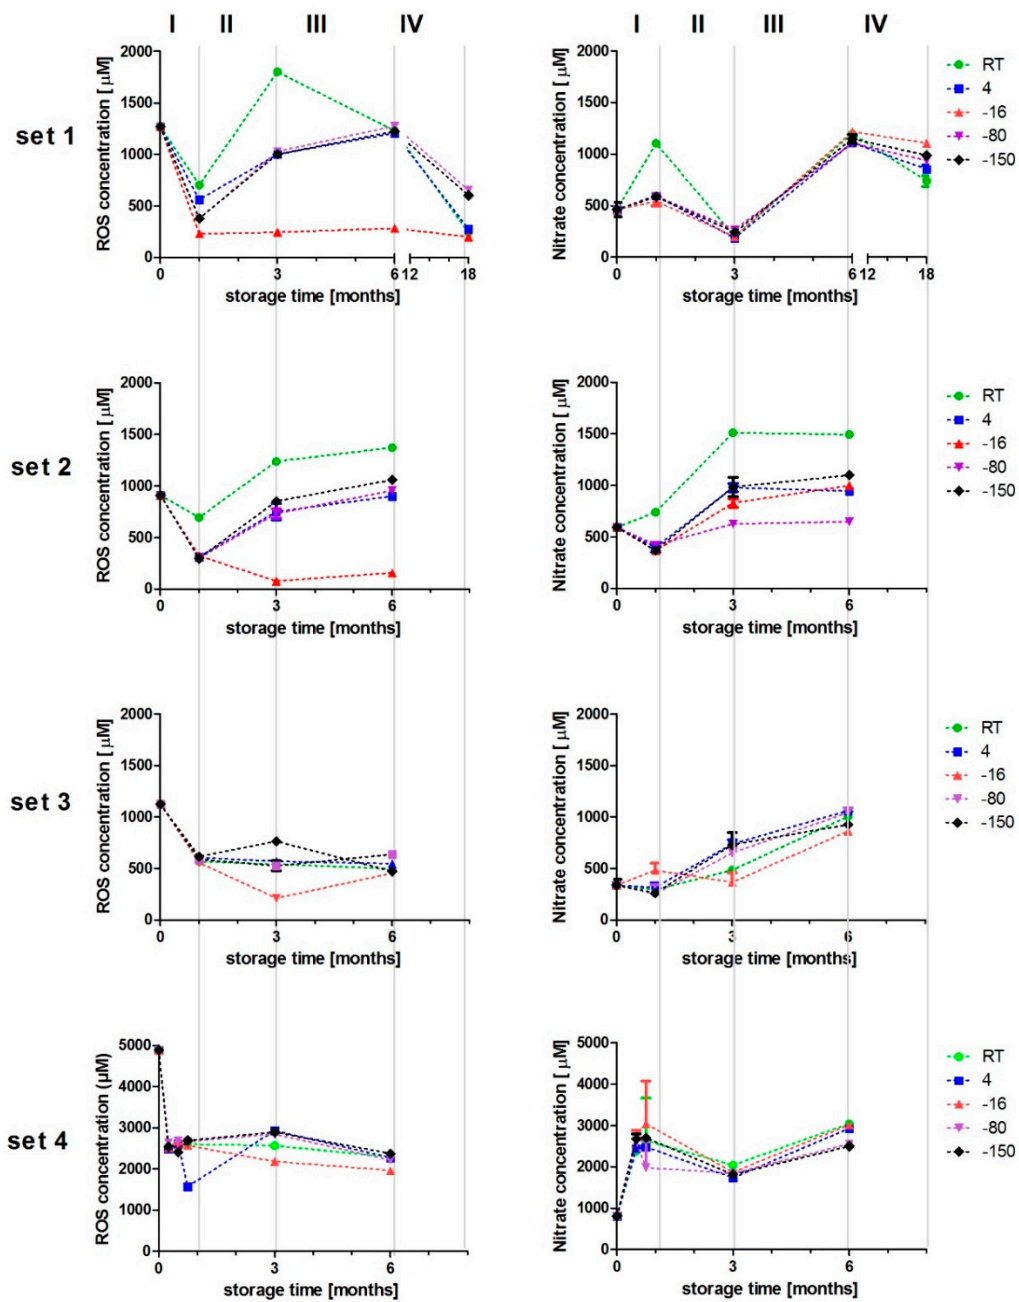 I II III IV I II III IV
set 1
ROS concentration [ μM]
2000
1500
1000
500
0
0 3 6 12 18
storage time [months]
Nitrate concentration [ μM]
2000
1500
1000
500
0
0 3 6 12 18
storage time [months]
RT
4
-16
-80
-150
set 2
ROS concentration [ μM]
2000
1500
1000
500
0
0 3 6
storage time [months]
Nitrate concentration [ μM]
2000
1500
1000
500
0
0 3 6
storage time [months]
RT
4
-16
-80
-150
set 3
ROS concentration [ μM]
2000
1500
1000
500
0
0 3 6
storage time [months]
Nitrate concentration [ μM]
2000
1500
1000
500
0
0 3 6
storage time [months]
RT
4
-16
-80
-150
set 4
ROS concentration (μM)
5000
4000
3000
2000
1000
0
0 3 6
storage time [months]
Nitrate concentration [ μM]
5000
4000
3000
2000
1000
0
0 3 6
storage time [months]
RT
4
-16
-80
-150